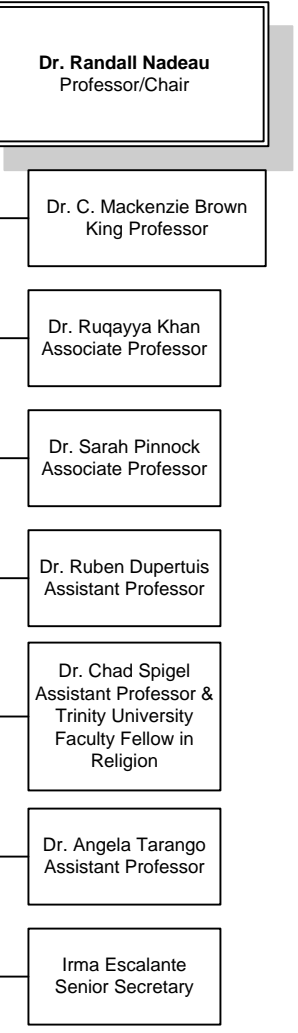 Dr. Randall Nadeau
Professor/Chair
Dr. C. Mackenzie Brown
King Professor
Dr. Ruqayya Khan
Associate Professor
Dr. Sarah Pinnock
Associate Professor
Dr. Ruben Dupertuis
Assistant Professor
Dr. Chad Spigel
Assistant Professor &
Trinity University
Faculty Fellow in
Religion
Dr. Angela Tarango
Assistant Professor
Irma Escalante
Senior Secretary